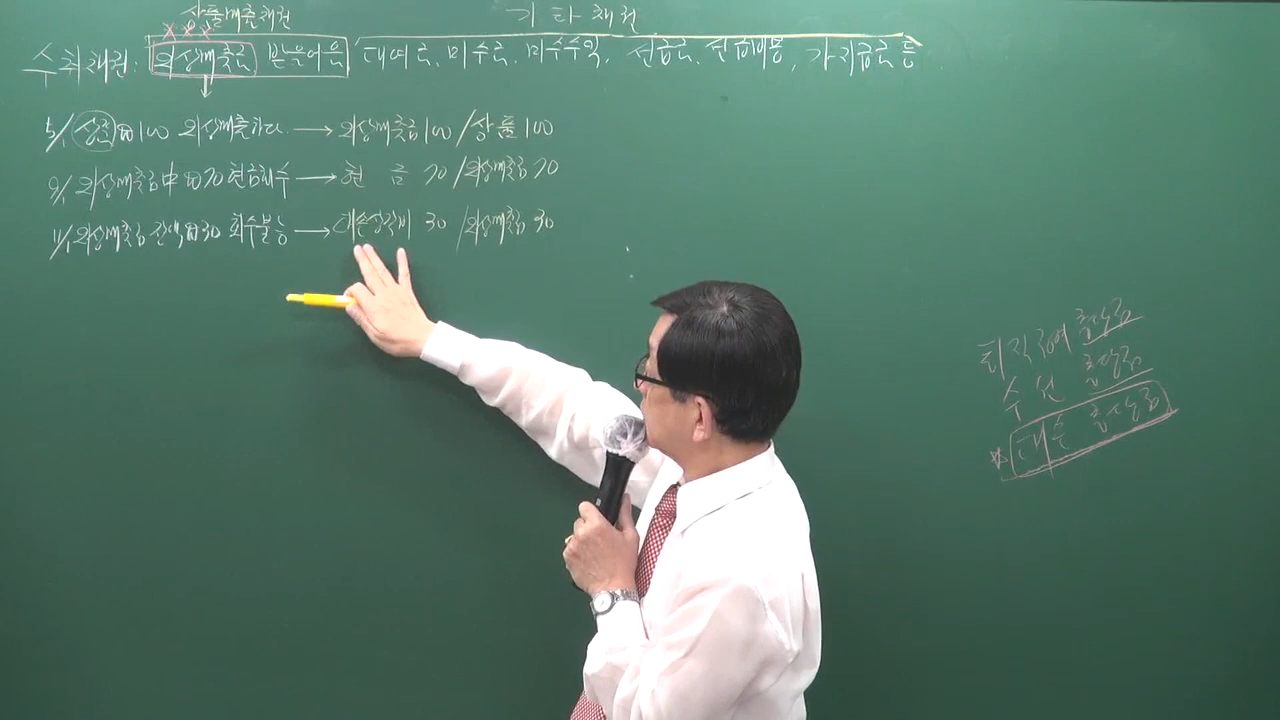 상품매출채권 기타채권
수취채권: 외상매출금 받을어음 대여금, 미수금, 미수수익, 선급금, 선급비용, 가지급금 등
5/1 상품 ₩100 외상매출하다. → 외상매출금 100 / 상품 100
9/1 외상매출금 中 ₩70 현금회수 → 현금 70 / 외상매출금 70
11/1 외상매출금 잔액 ₩30 회수불능 → 대손상각비 30 / 외상매출금 30
퇴직급여 충당금
수선 충당금
대손 충당금